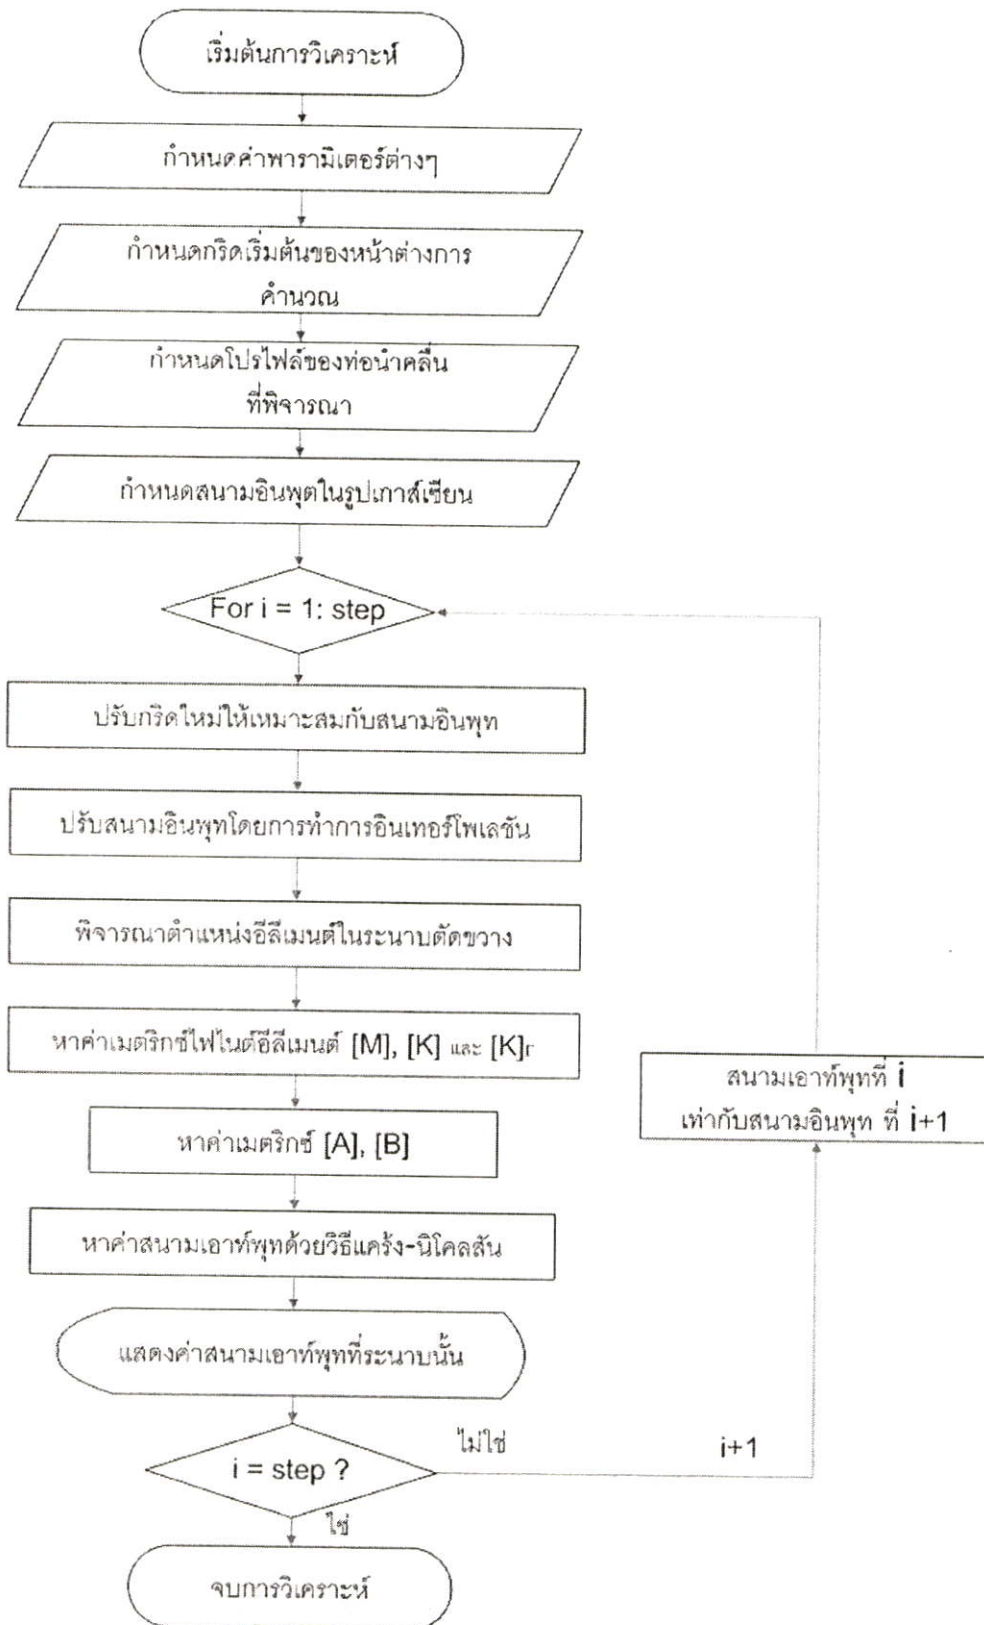 เริ่มต้นการวิเคราะห์
กำหนดค่าพารามิเตอร์ต่างๆ
กำหนดกริดเริ่มต้นของหน้าต่างการ
คำนวณ
กำหนดโปรไฟล์ของท่อนำคลื่น
ที่พิจารณา
กำหนดสนามอินพุตในรูปเกาส์เซียน
For i = 1: step
ปรับกริดใหม่ให้เหมาะสมกับสนามอินพุท
ปรับสนามอินพุทโดยการทำการอินเทอร์โพเลชัน
พิจารณาตำแหน่งอีลีเมนต์ในระนาบตัดขวาง
หาค่าเมตริกซ์ไฟไนต์อีลีเมนต์ [M], [K] และ [K]Γ
หาค่าเมตริกซ์ [A], [B]
หาค่าสนามเอาท์พุทด้วยวิธีแคร้ง-นิโคลสัน
แสดงค่าสนามเอาท์พุทที่ระนาบนั้น
i = step ?
ไม่ใช่
i+1
สนามเอาท์พุทที่ i
เท่ากับสนามอินพุท ที่ i+1
ใช่
จบการวิเคราะห์